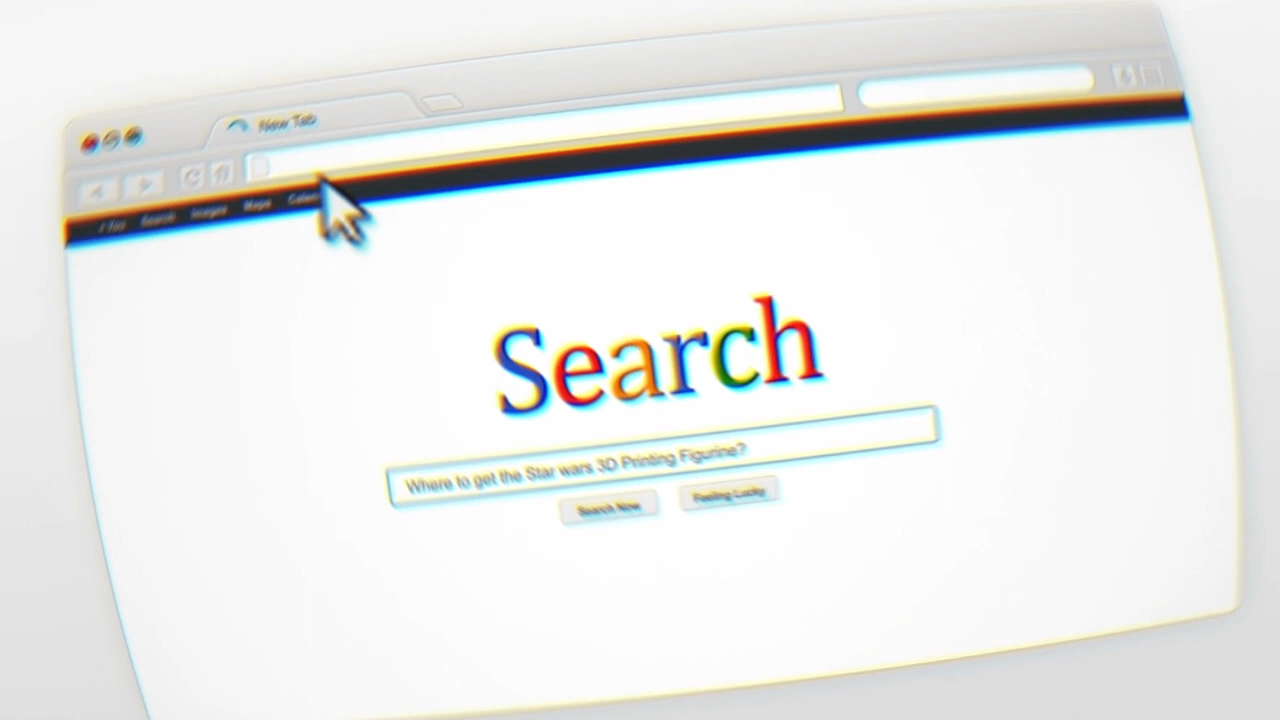 New Tab
Search Images Maps
Search
Where to get the Star wars 3D Printing Figurine?
Search Now Feeling Lucky